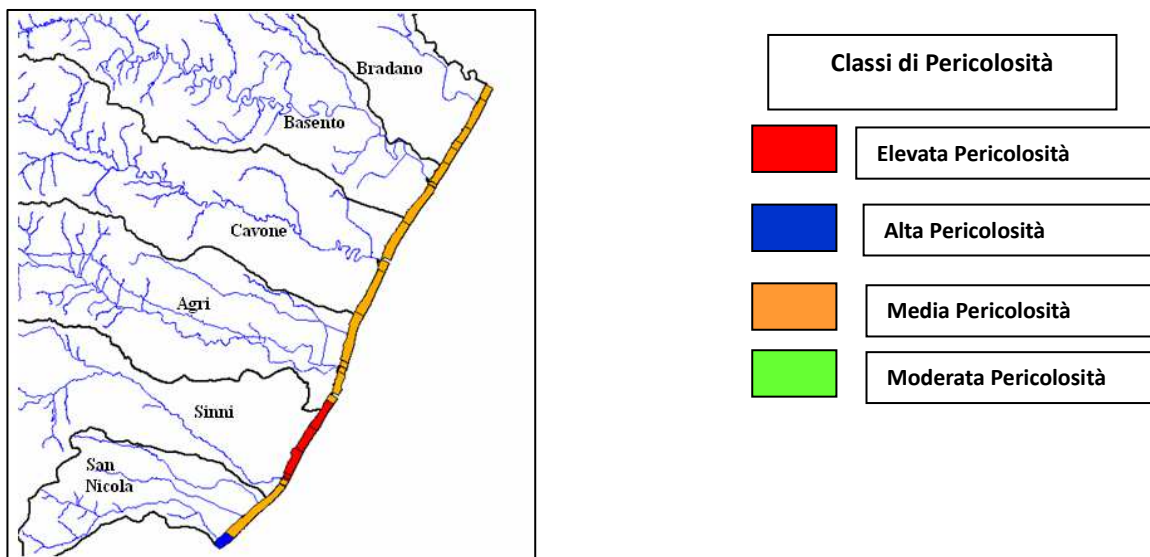 Bradano
Basento
Cavone
Agri
Sinni
San
Nicola
Classi di Pericolosità
Elevata Pericolosità
Alta Pericolosità
Media Pericolosità
Moderata Pericolosità